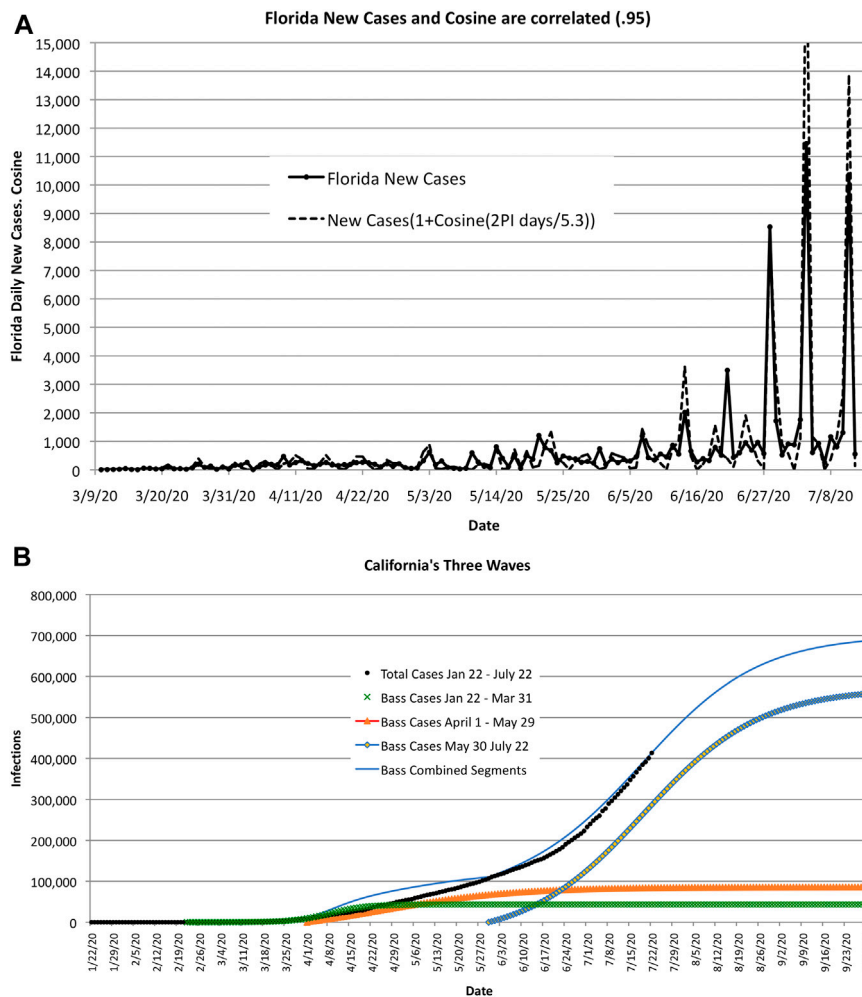 A
Florida New Cases and Cosine are correlated (.95)
15,000
14,000
13,000
12,000
11,000
10,000
9,000
8,000
7,000
6,000
5,000
4,000
3,000
2,000
1,000
0
Florida Daily New Cases. Cosine
Florida New Cases
New Cases(1+Cosine(2PI days/5.3))
3/9/20 3/20/20 3/31/20 4/11/20 4/22/20 5/3/20 5/14/20 5/25/20 6/5/20 6/16/20 6/27/20 7/8/20
Date
B
California's Three Waves
800,000
700,000
600,000
500,000
400,000
300,000
200,000
100,000
0
Infections
Total Cases Jan 22 - July 22
Bass Cases Jan 22 - Mar 31
Bass Cases April 1 - May 29
Bass Cases May 30 July 22
Bass Combined Segments
1/22/20 1/29/20 2/5/20 2/12/20 2/19/20 2/26/20 3/4/20 3/11/20 3/18/20 3/25/20 4/1/20 4/8/20 4/15/20 4/22/20 4/29/20 5/6/20 5/13/20 5/20/20 5/27/20 6/3/20 6/10/20 6/17/20 6/24/20 7/1/20 7/8/20 7/15/20 7/22/20 7/29/20 8/5/20 8/12/20 8/19/20 8/26/20 9/2/20 9/9/20 9/16/20 9/23/20
Date